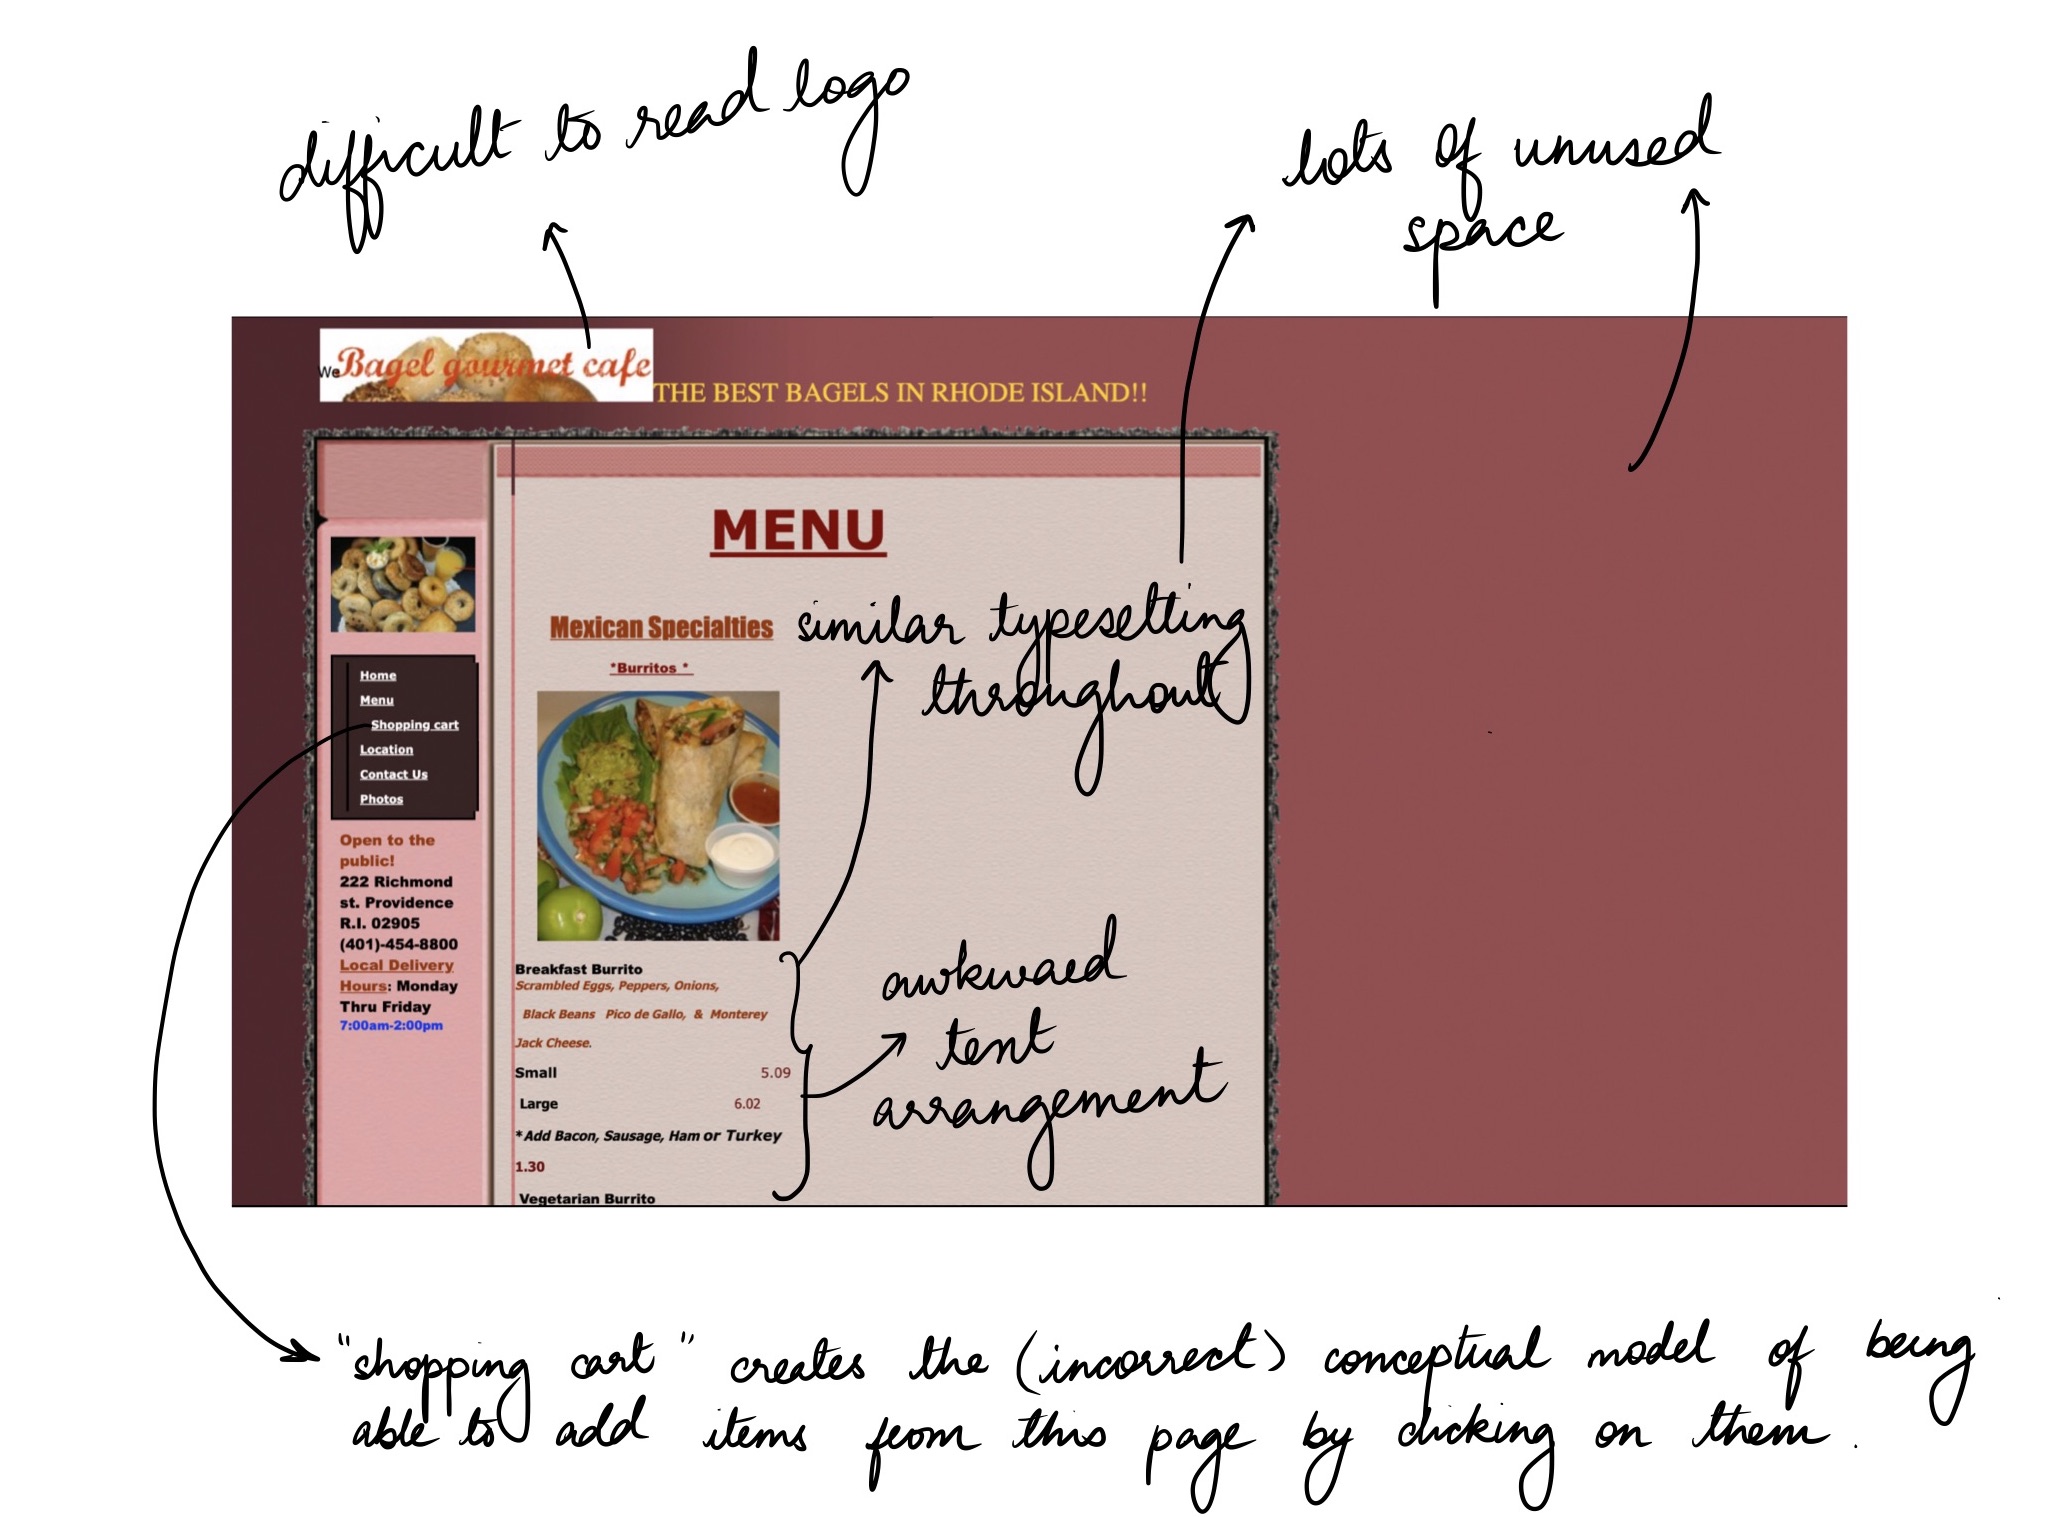 difficult to read logo
lots of unused
space
We
Bagel gourmet cafe
THE BEST BAGELS IN RHODE ISLAND!!
MENU
Mexican Specialties
*Burritos *
similar typesetting
throughout
Home
Menu
Shopping cart
Location
Contact Us
Photos
Open to the
public!
222 Richmond
st. Providence
R.I. 02905
(401)-454-8800
Local Delivery
Hours: Monday
Thru Friday
7:00am-2:00pm
Breakfast Burrito
Scrambled Eggs, Peppers, Onions,
Black Beans Pico de Gallo, & Monterey
Jack Cheese.
Small 5.09
Large 6.02
*Add Bacon, Sausage, Ham or Turkey
1.30
Vegetarian Burrito
awkward
text
arrangement
"shopping cart" creates the (incorrect) conceptual model of being
able to add items from this page by clicking on them.